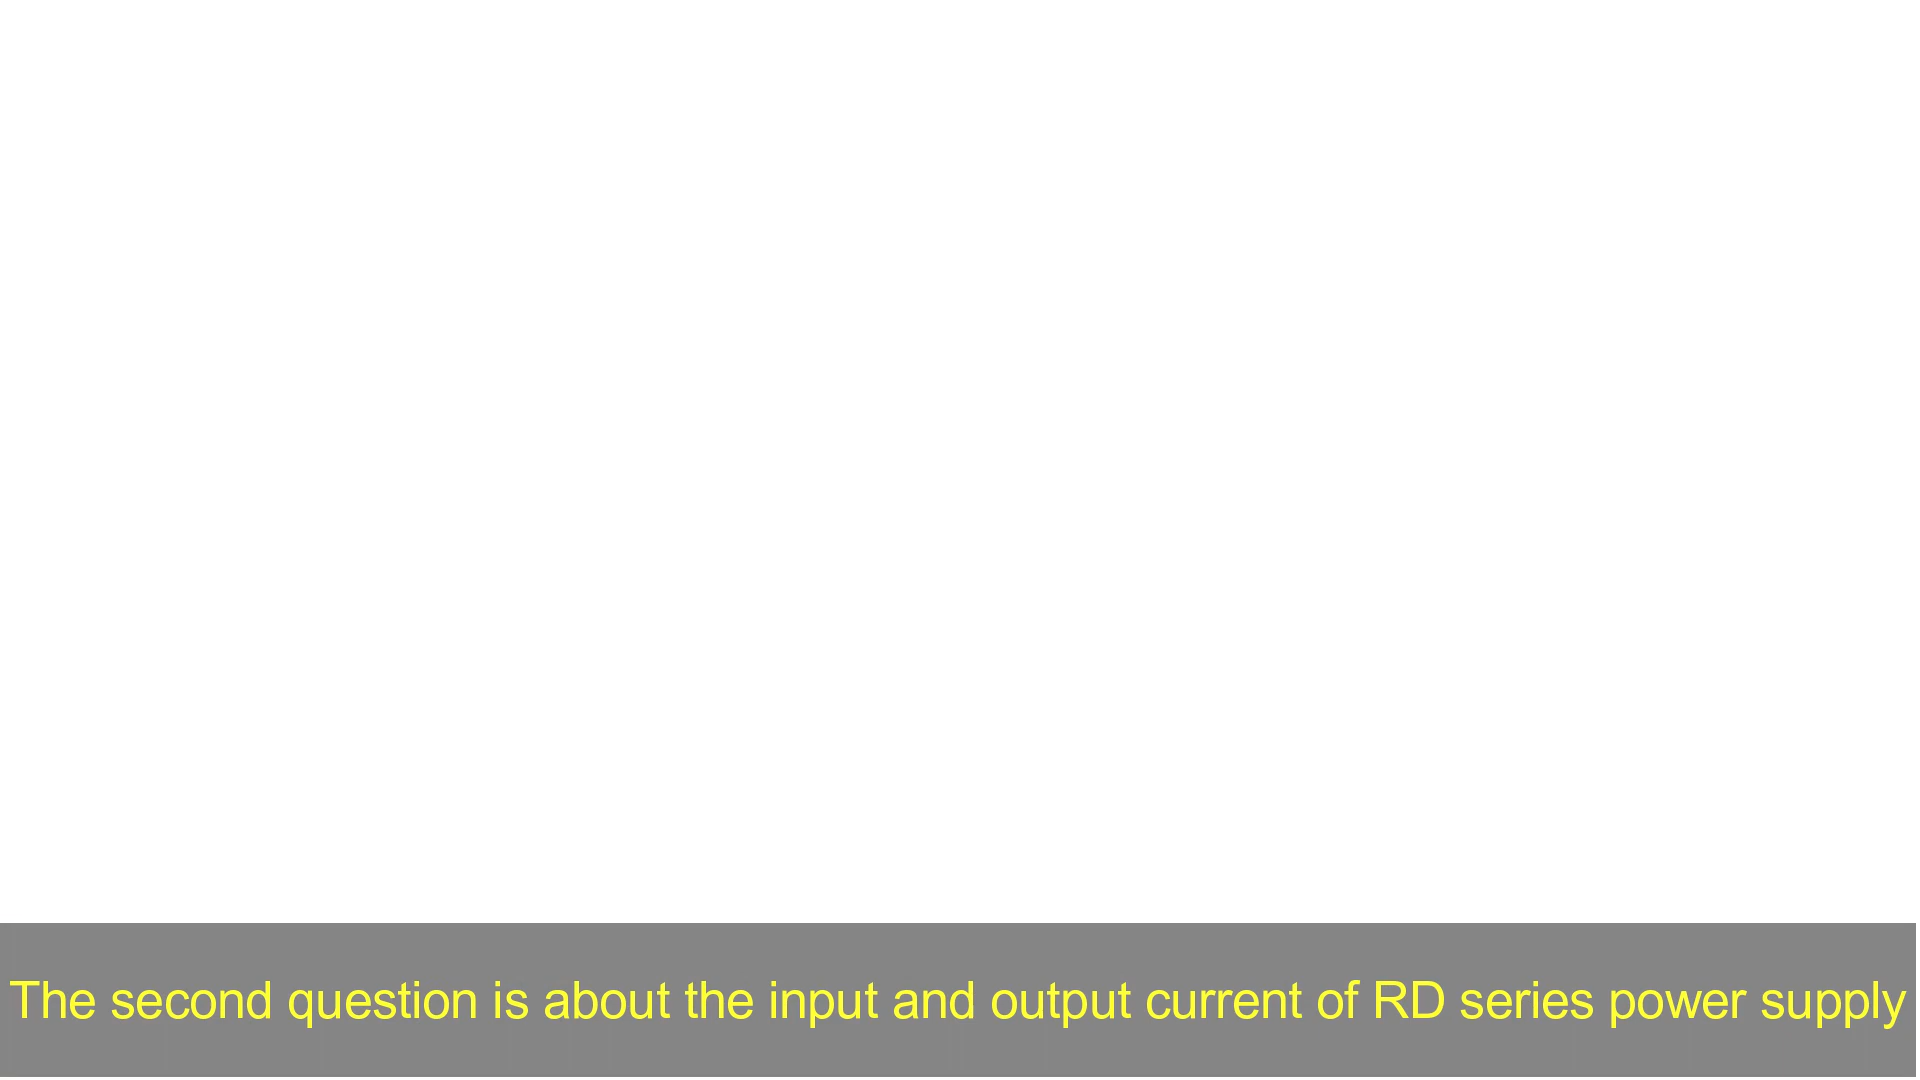 The second question is about the input and output current of RD series power supply